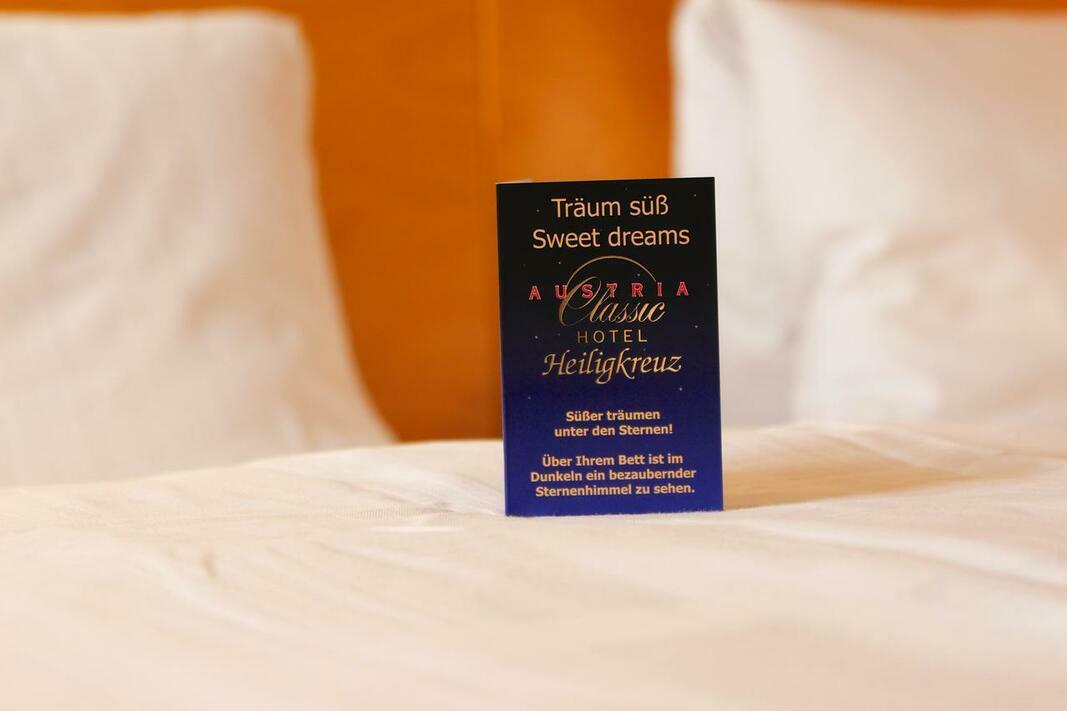 Träum süß
Sweet dreams
AUSTRIA
Classic
HOTEL
Heiligkreuz
Süßer träumen
unter den Sternen!
Über Ihrem Bett ist im
Dunkeln ein bezaubernder
Sternenhimmel zu sehen.